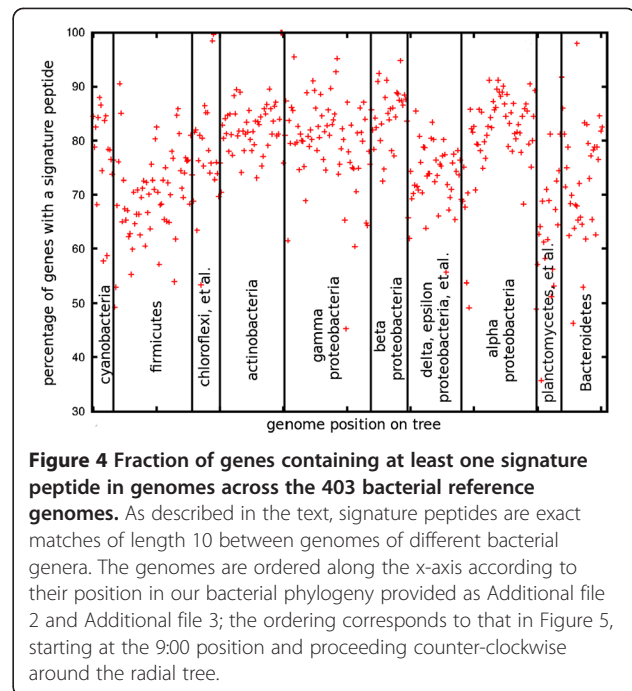 percentage of genes with a signature peptide
100
90
80
70
60
50
40
30
cyanobacteria
firmicutes
chloroflexi, et al.
actinobacteria
gamma
proteobacteria
beta
proteobacteria
delta, epsilon
proteobacteria, et al.
alpha
proteobacteria
planctomycetes, et al.
Bacteroidetes
genome position on tree
Figure 4 Fraction of genes containing at least one signature
peptide in genomes across the 403 bacterial reference
genomes. As described in the text, signature peptides are exact
matches of length 10 between genomes of different bacterial
genera. The genomes are ordered along the x-axis according to
their position in our bacterial phylogeny provided as Additional file
2 and Additional file 3; the ordering corresponds to that in Figure 5,
starting at the 9:00 position and proceeding counter-clockwise
around the radial tree.